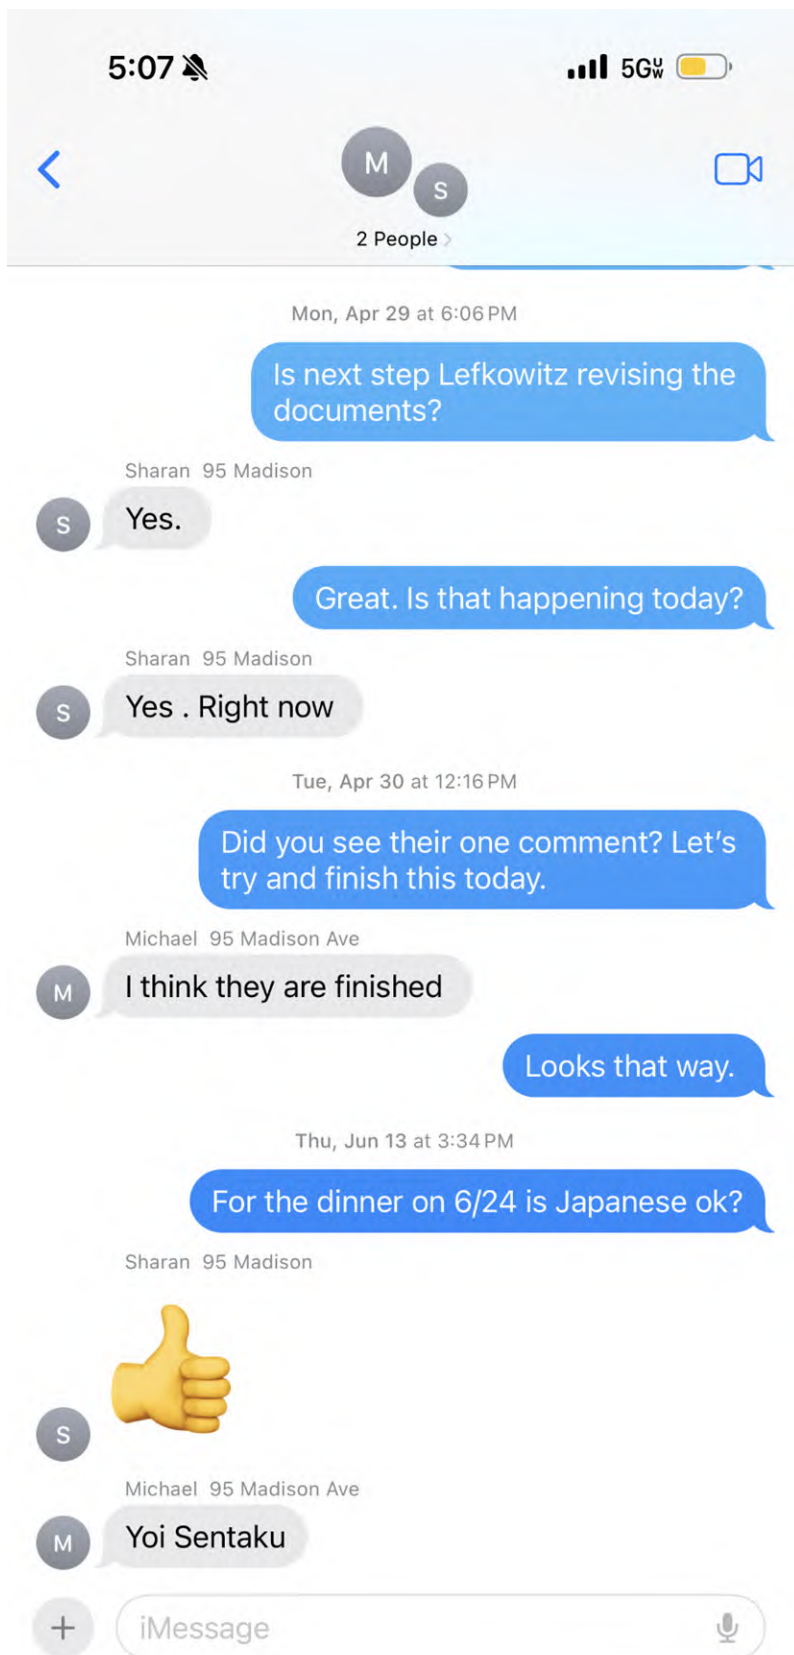 5:07
5G UW
M
S
2 People
Mon, Apr 29 at 6:06 PM
Is next step Lefkowitz revising the
documents?
Sharan 95 Madison
S
Yes.
Great. Is that happening today?
Sharan 95 Madison
S
Yes . Right now
Tue, Apr 30 at 12:16 PM
Did you see their one comment? Let's
try and finish this today.
Michael 95 Madison Ave
M
I think they are finished
Looks that way.
Thu, Jun 13 at 3:34 PM
For the dinner on 6/24 is Japanese ok?
Sharan 95 Madison
S
Michael 95 Madison Ave
M
Yoi Sentaku
iMessage